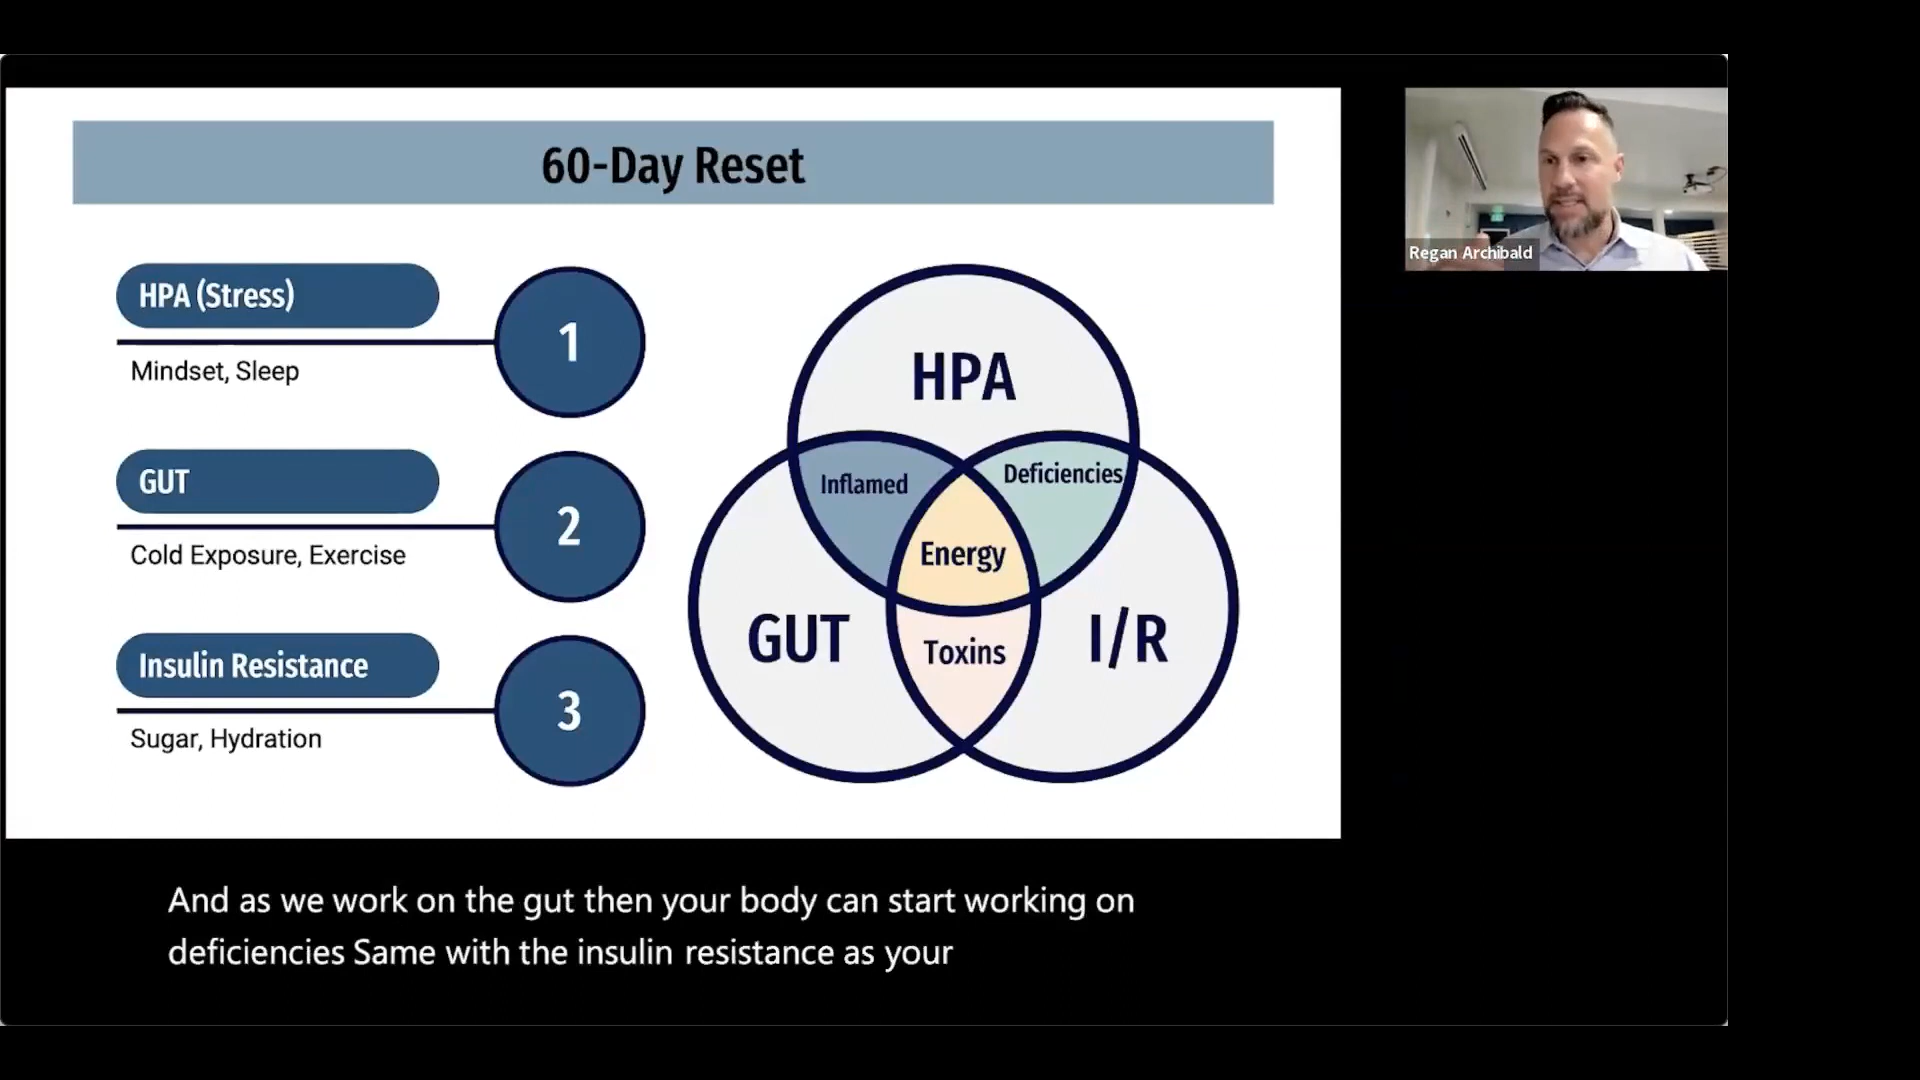 60-Day Reset
HPA (Stress)
Mindset, Sleep
1
GUT
Cold Exposure, Exercise
2
Insulin Resistance
Sugar, Hydration
3
HPA
Inflamed
Deficiencies
Energy
GUT
Toxins
I/R
Regan Archibald
And as we work on the gut then your body can start working on
deficiencies Same with the insulin resistance as your